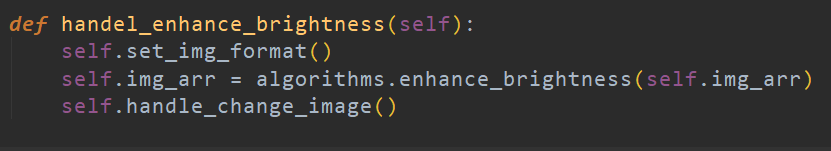 def handel_enhance_brightness(self):
    self.set_img_format()
    self.img_arr = algorithms.enhance_brightness(self.img_arr)
    self.handle_change_image()